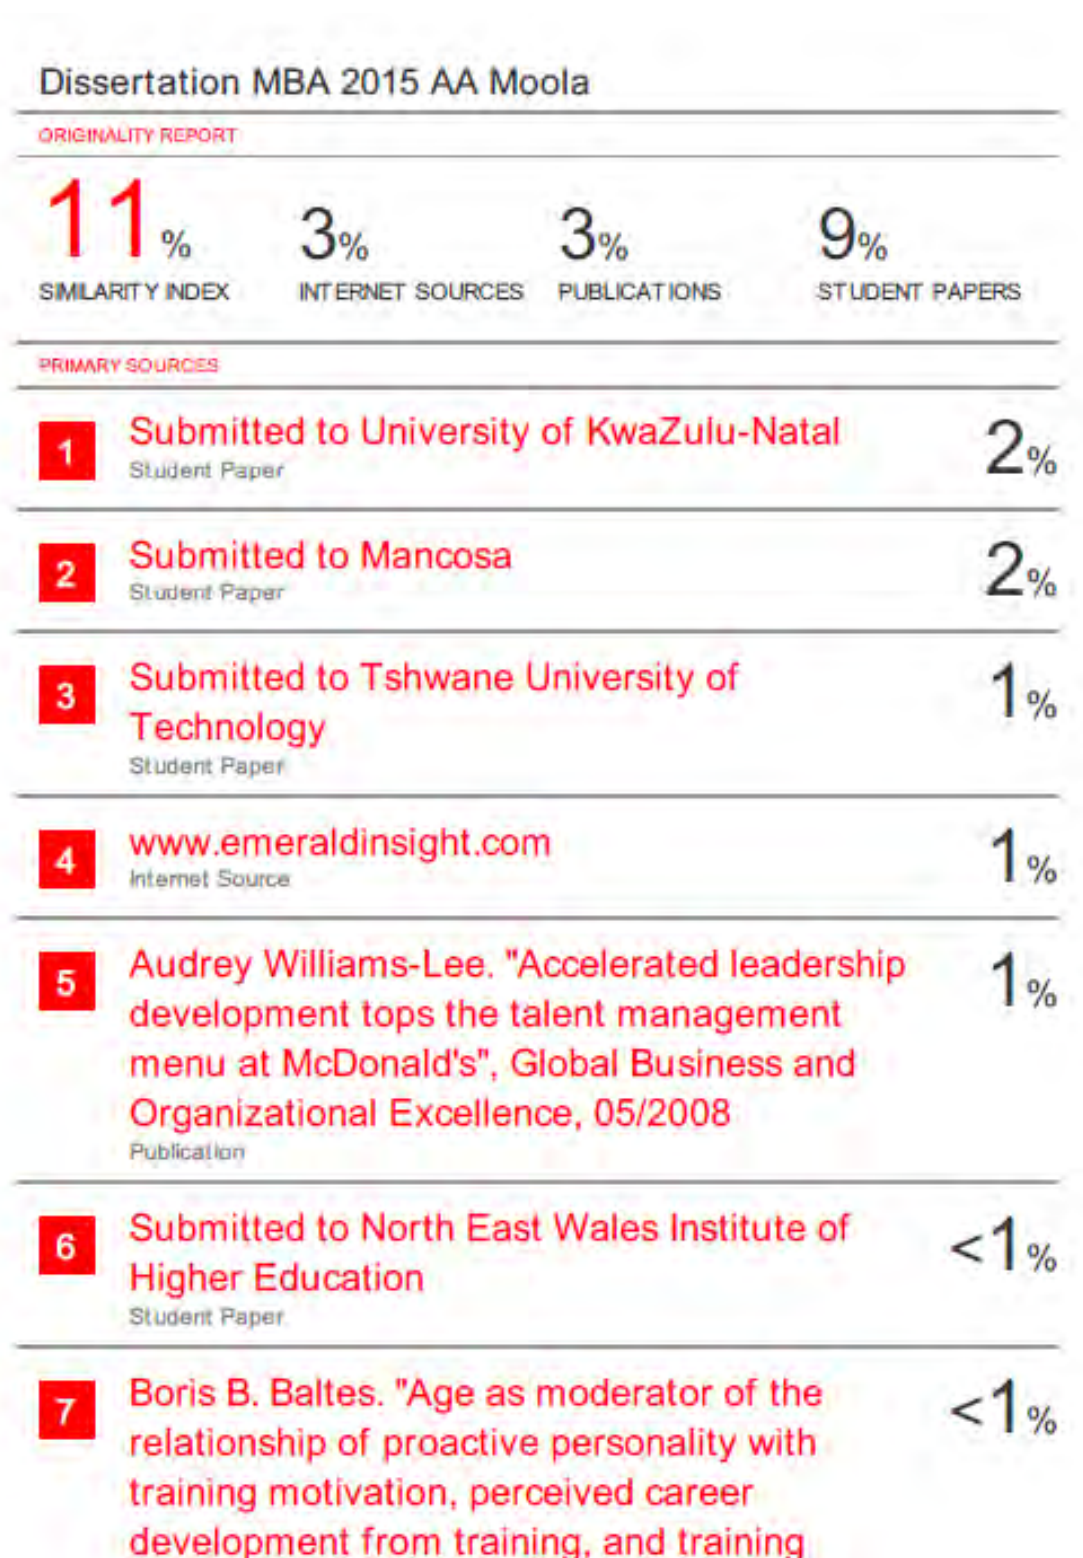 Dissertation MBA 2015 AA Moola
ORIGINALITY REPORT
11% 3% 3% 9%
SIMILARITY INDEX INTERNET SOURCES PUBLICATIONS STUDENT PAPERS
PRIMARY SOURCES
1 Submitted to University of KwaZulu-Natal 2%
Student Paper
2 Submitted to Mancosa 2%
Student Paper
3 Submitted to Tshwane University of 1%
Technology
Student Paper
4 www.emeraldinsight.com 1%
Internet Source
5 Audrey Williams-Lee. "Accelerated leadership 1%
development tops the talent management
menu at McDonald's", Global Business and
Organizational Excellence, 05/2008
Publication
6 Submitted to North East Wales Institute of <1%
Higher Education
Student Paper
7 Boris B. Baltes. "Age as moderator of the <1%
relationship of proactive personality with
training motivation, perceived career
development from training, and training